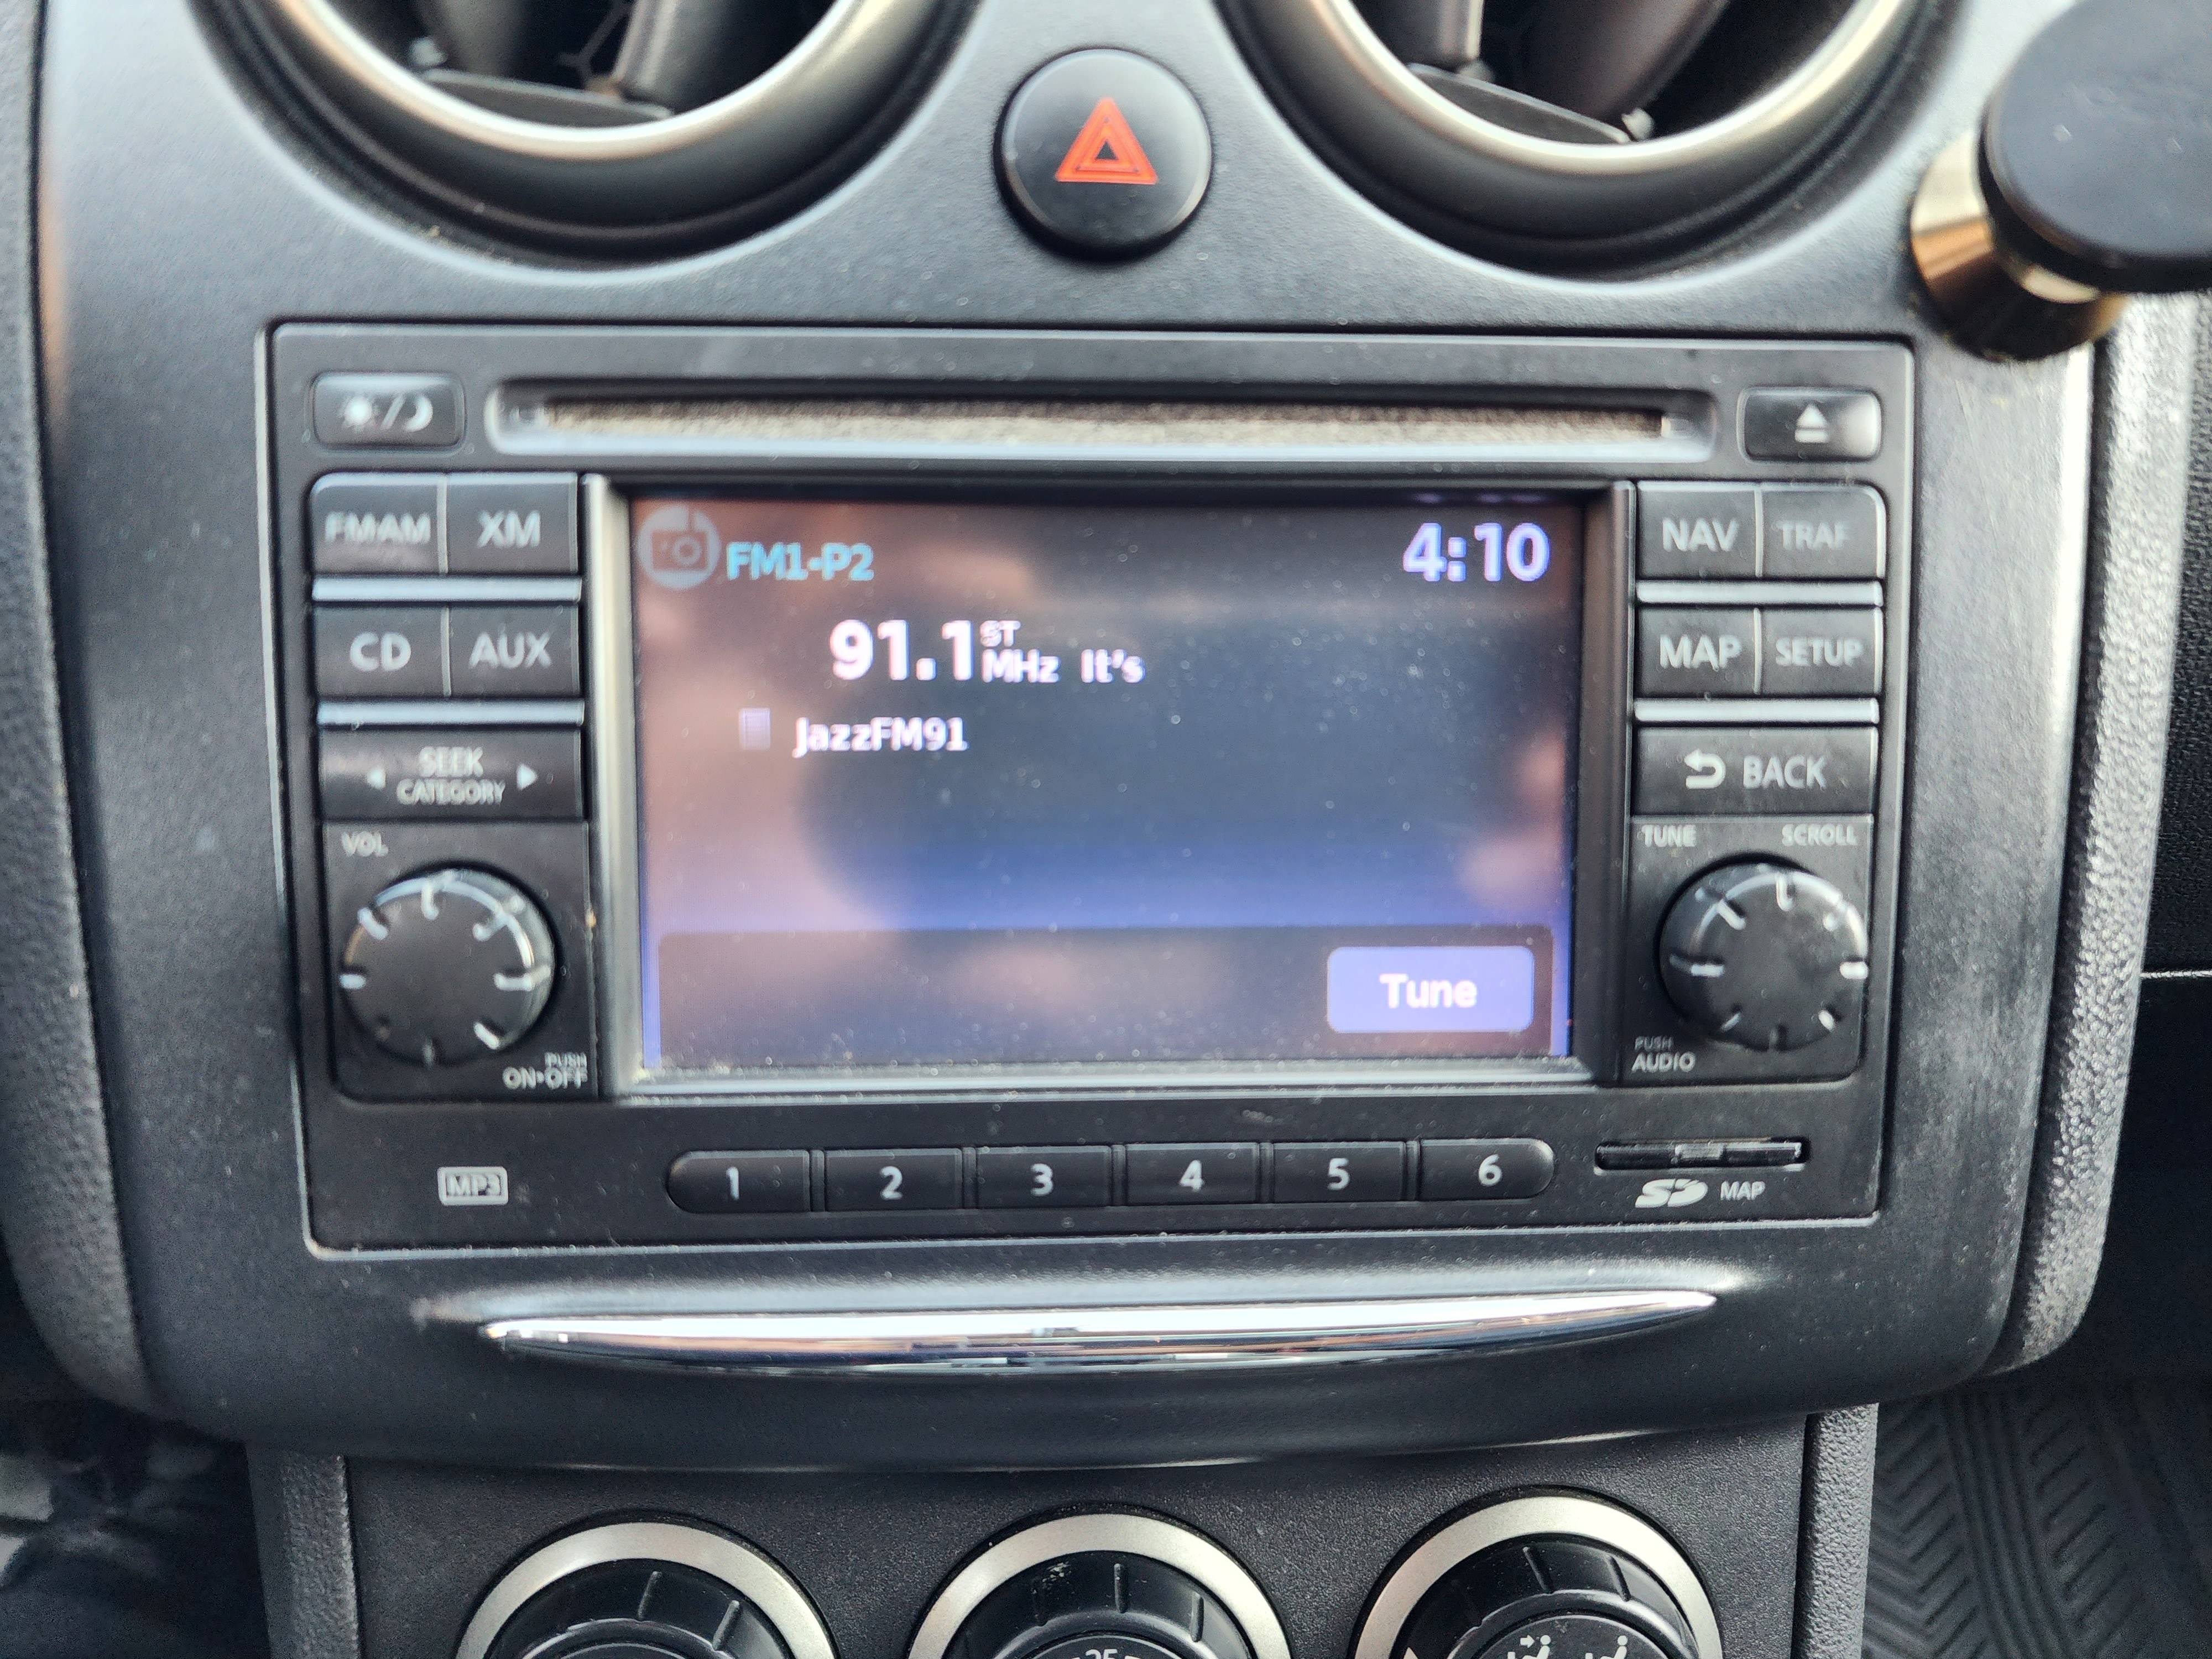 FM·AM XM
CD AUX
SEEK
CATEGORY
VOL
PUSH
ON•OFF
FM1-P2 4:10
91.1 ST MHz It's
JazzFM91
Tune
NAV TRAF
MAP SETUP
BACK
TUNE SCROLL
PUSH
AUDIO
MP3
1 2 3 4 5 6
SD MAP
25